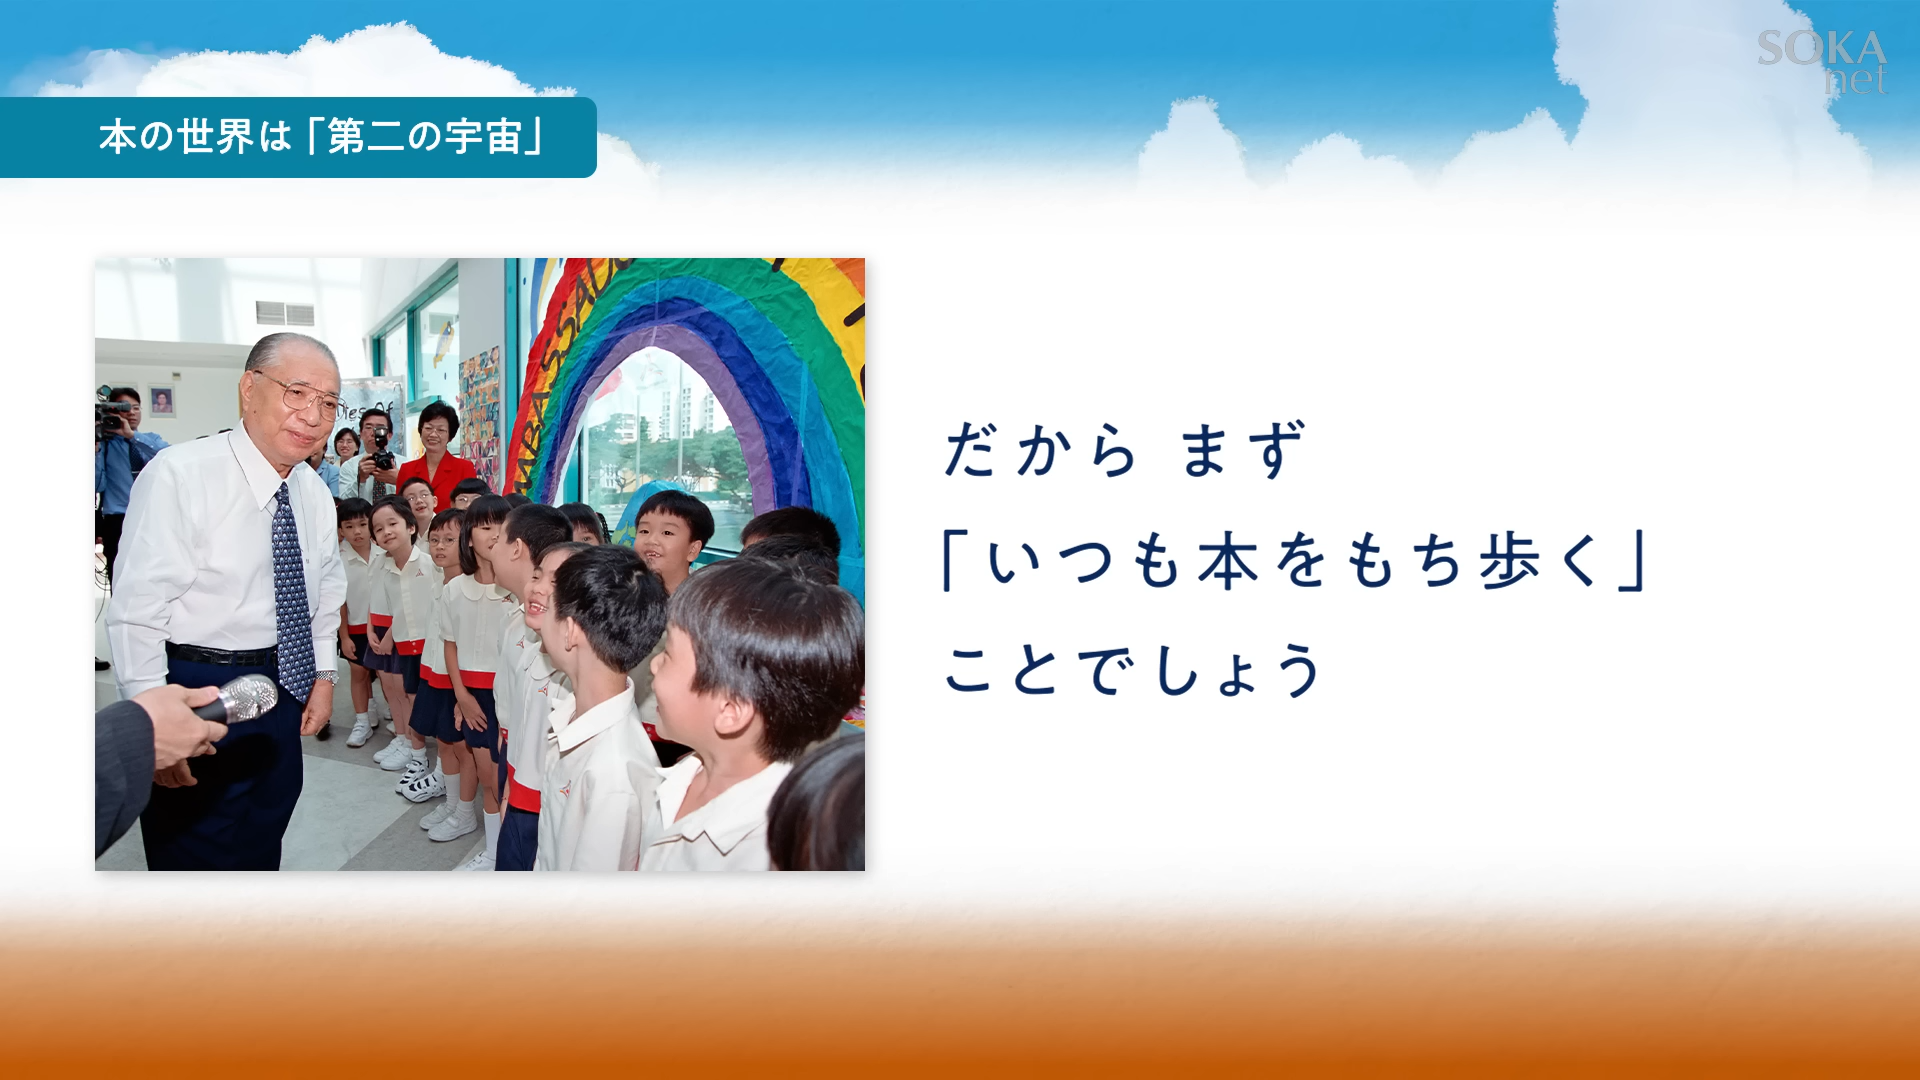 SOKA
net
本の世界は「第二の宇宙」
だから まず
「いつも本をもち歩く」
ことでしょう